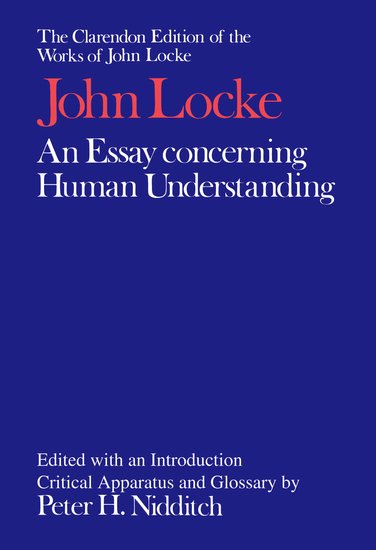 The Clarendon Edition of the
Works of John Locke
John Locke
An Essay concerning
Human Understanding
Edited with an Introduction
Critical Apparatus and Glossary by
Peter H. Nidditch